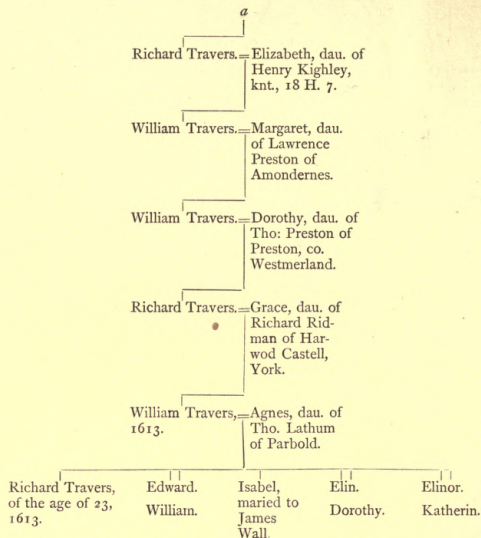 a
Richard Travers.=Elizabeth, dau. of
Henry Kighley,
knt., 18 H. 7.
William Travers.=Margaret, dau.
of Lawrence
Preston of
Amondernes.
William Travers.=Dorothy, dau. of
Tho: Preston of
Preston, co.
Westmerland.
Richard Travers.=Grace, dau. of
Richard Rid-
man of Har-
wod Castell,
York.
William Travers,=Agnes, dau. of
1613. Tho. Lathum
of Parbold.
Richard Travers,
of the age of 23,
1613.
Edward.
William.
Isabel,
maried to
James
Wall.
Elin.
Dorothy.
Elinor.
Katherin.